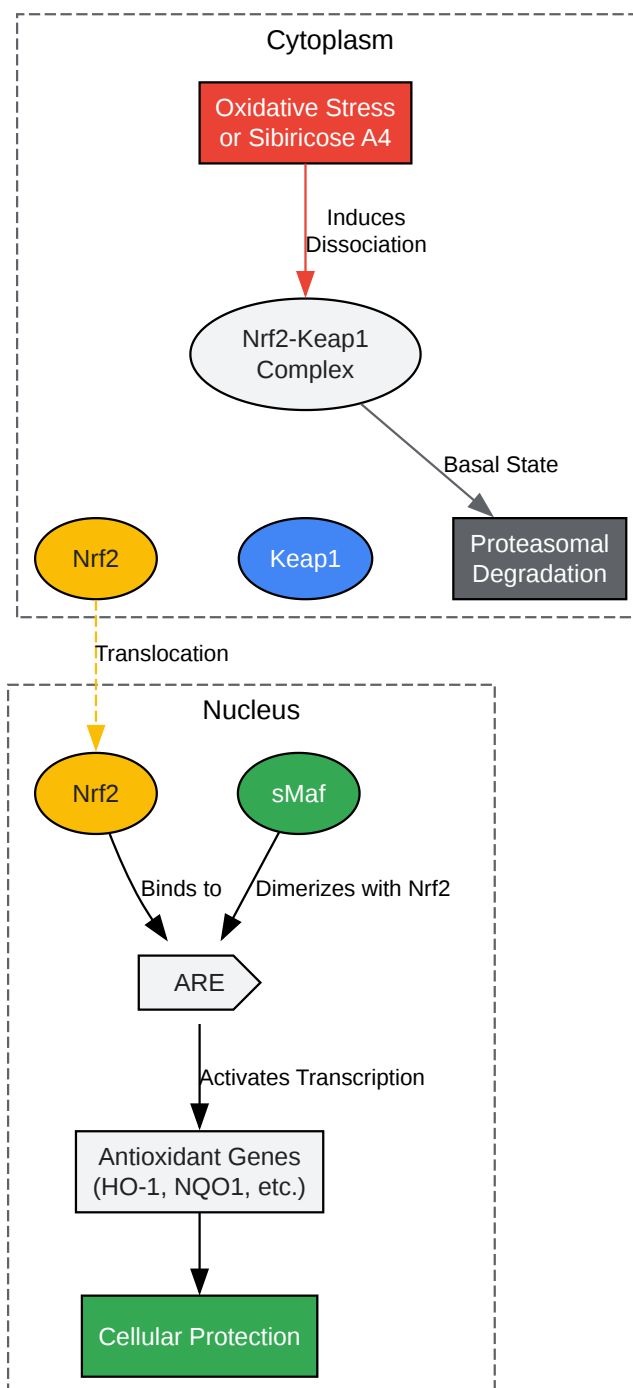 Cytoplasm
Oxidative Stress
or Sibiricose A4
Induces
Dissociation
Nrf2-Keap1
Complex
Basal State
Nrf2
Keap1
Proteasomal
Degradation
Translocation
Nucleus
Nrf2
sMaf
Binds to
Dimerizes with Nrf2
ARE
Activates Transcription
Antioxidant Genes
(HO-1, NQO1, etc.)
Cellular Protection